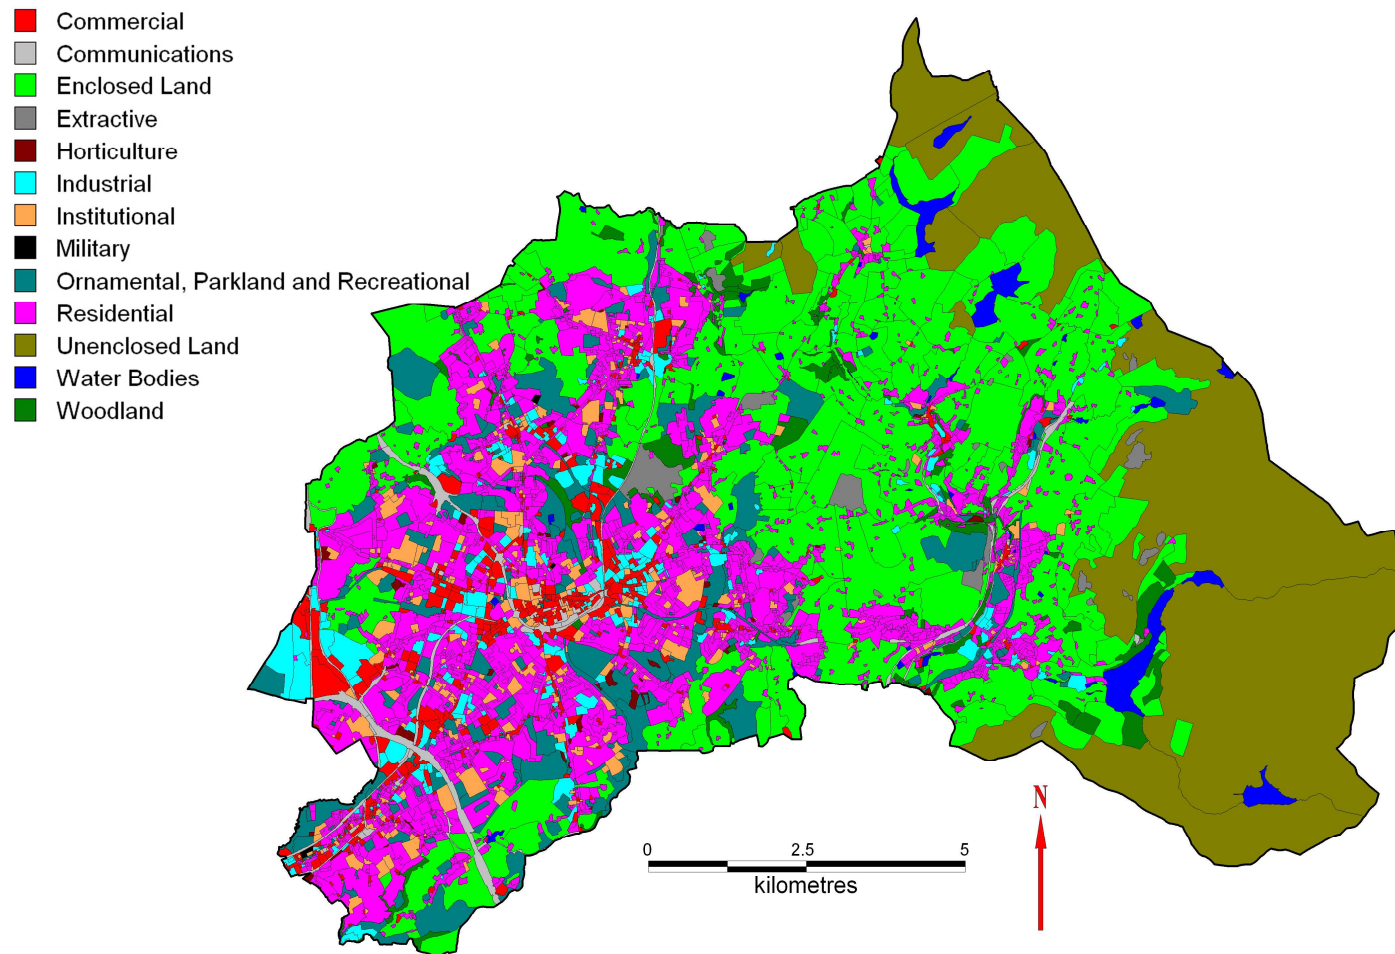 Commercial
Communications
Enclosed Land
Extractive
Horticulture
Industrial
Institutional
Military
Ornamental, Parkland and Recreational
Residential
Unenclosed Land
Water Bodies
Woodland
N
0 2.5 5
kilometres